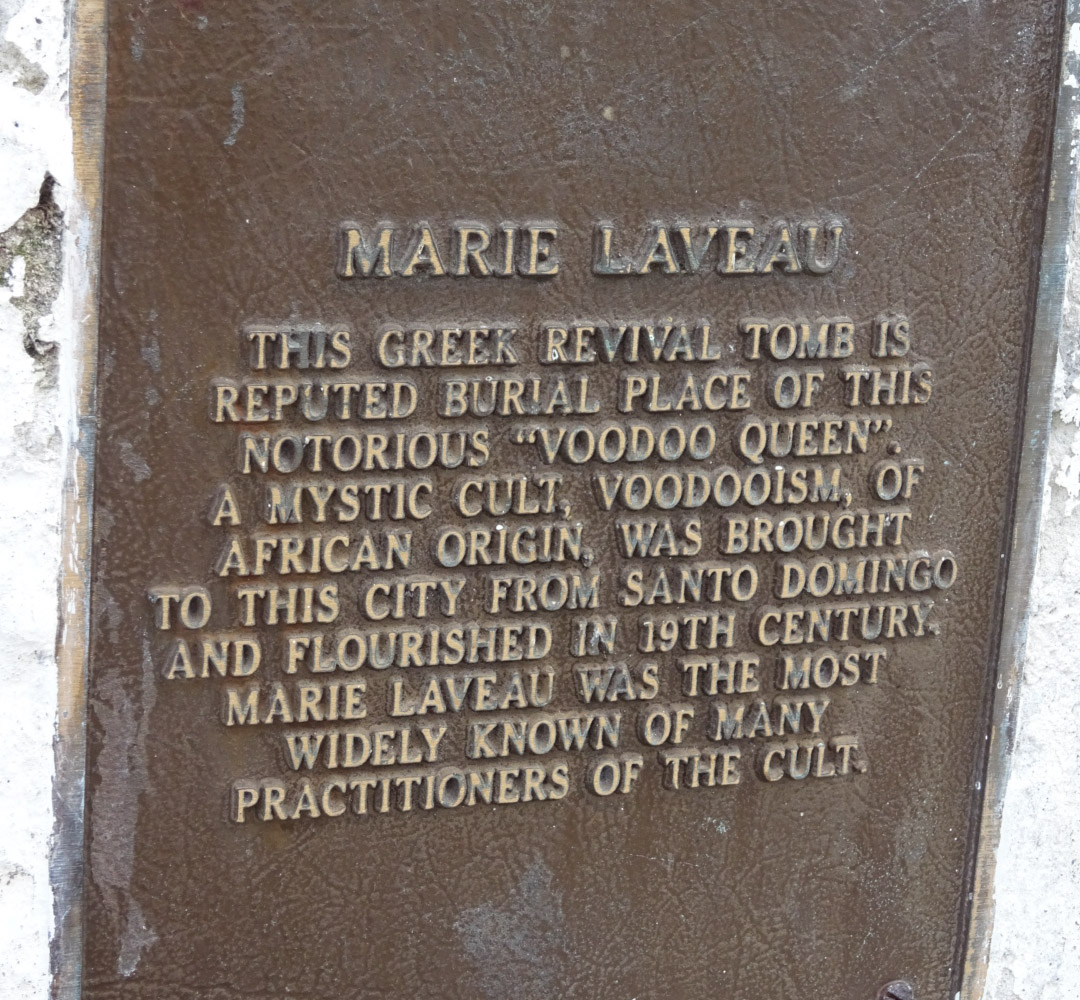 MARIE LAVEAU
THIS GREEK REVIVAL TOMB IS
REPUTED BURIAL PLACE OF THIS
NOTORIOUS "VOODOO QUEEN".
A MYSTIC CULT, VOODOOISM, OF
AFRICAN ORIGIN, WAS BROUGHT
TO THIS CITY FROM SANTO DOMINGO
AND FLOURISHED IN 19TH CENTURY.
MARIE LAVEAU WAS THE MOST
WIDELY KNOWN OF MANY
PRACTITIONERS OF THE CULT.